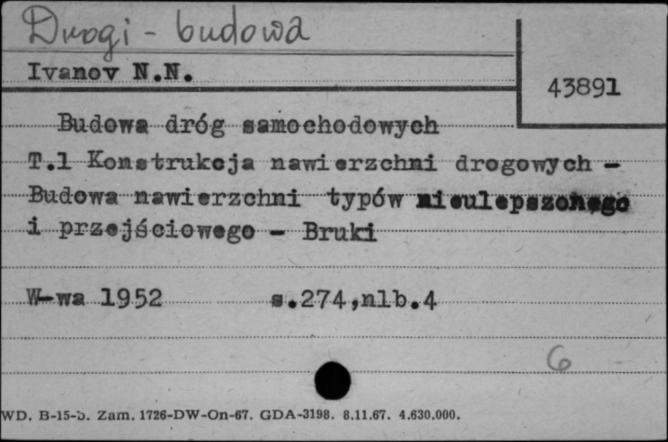 Drogi - budowa
Ivanov N.N.
43891
Budowa dróg samochodowych
T.1 Konstrukcja nawierzchni drogowych -
Budowa nawierzchni typów nieulepszonego
i przejściowego - Bruki
W-wa 1952 s.274,nlb.4
6
WD. B-15-b. Zam. 1726-DW-On-67. GDA-3198. 8.11.67. 4.630.000.